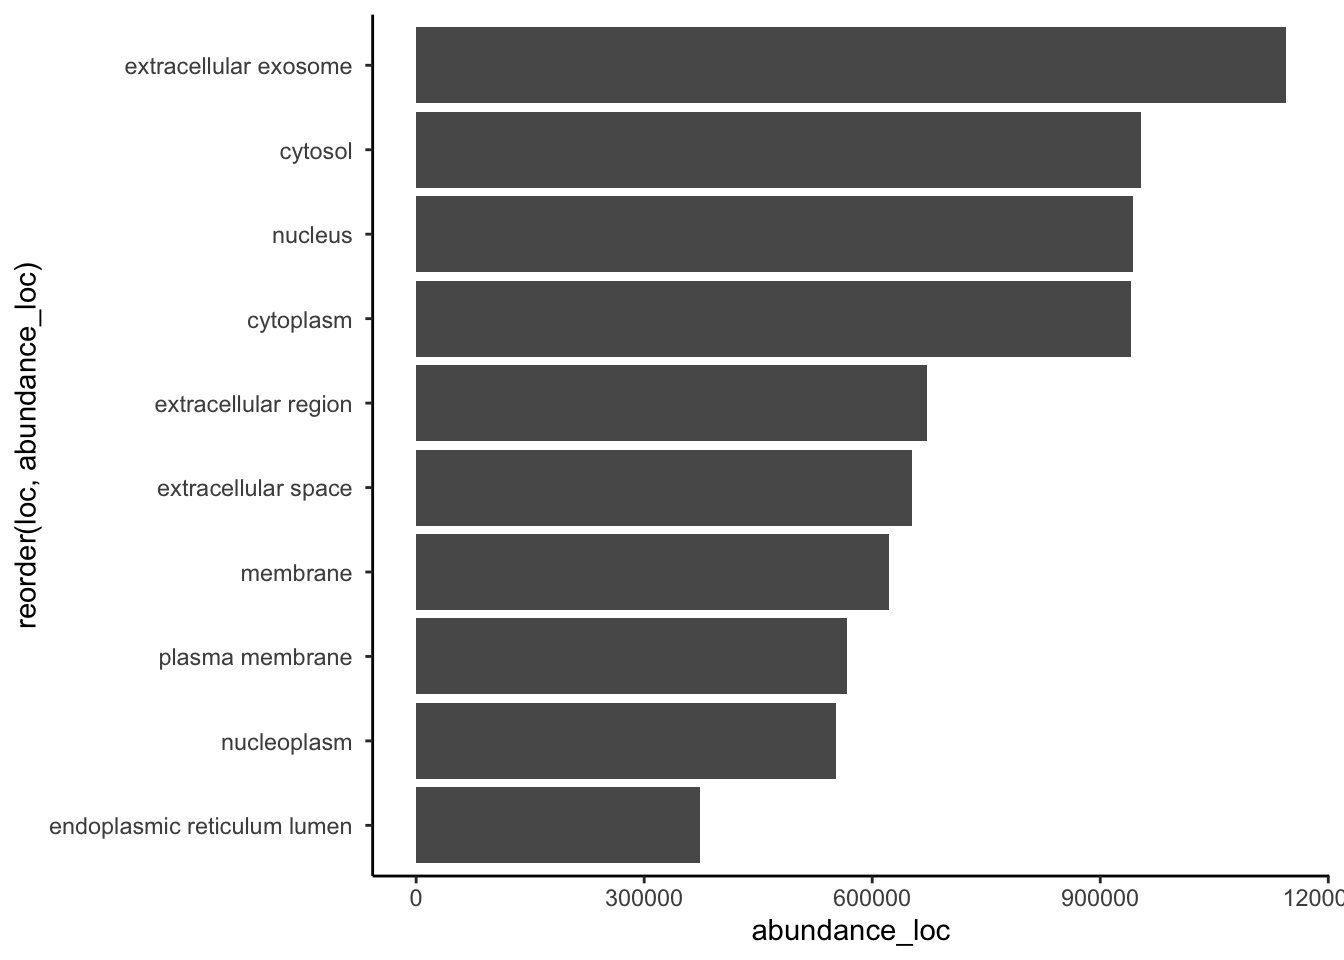 extracellular exosome
cytosol
nucleus
cytoplasm
extracellular region
extracellular space
membrane
plasma membrane
nucleoplasm
endoplasmic reticulum lumen
reorder(loc, abundance_loc)
0 300000 600000 900000 12000
abundance_loc